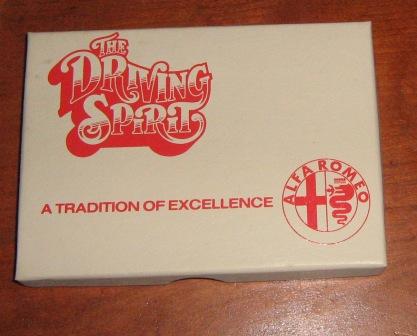 THE
DRIVING
SPIRIT
A TRADITION OF EXCELLENCE
ALFA ROMEO